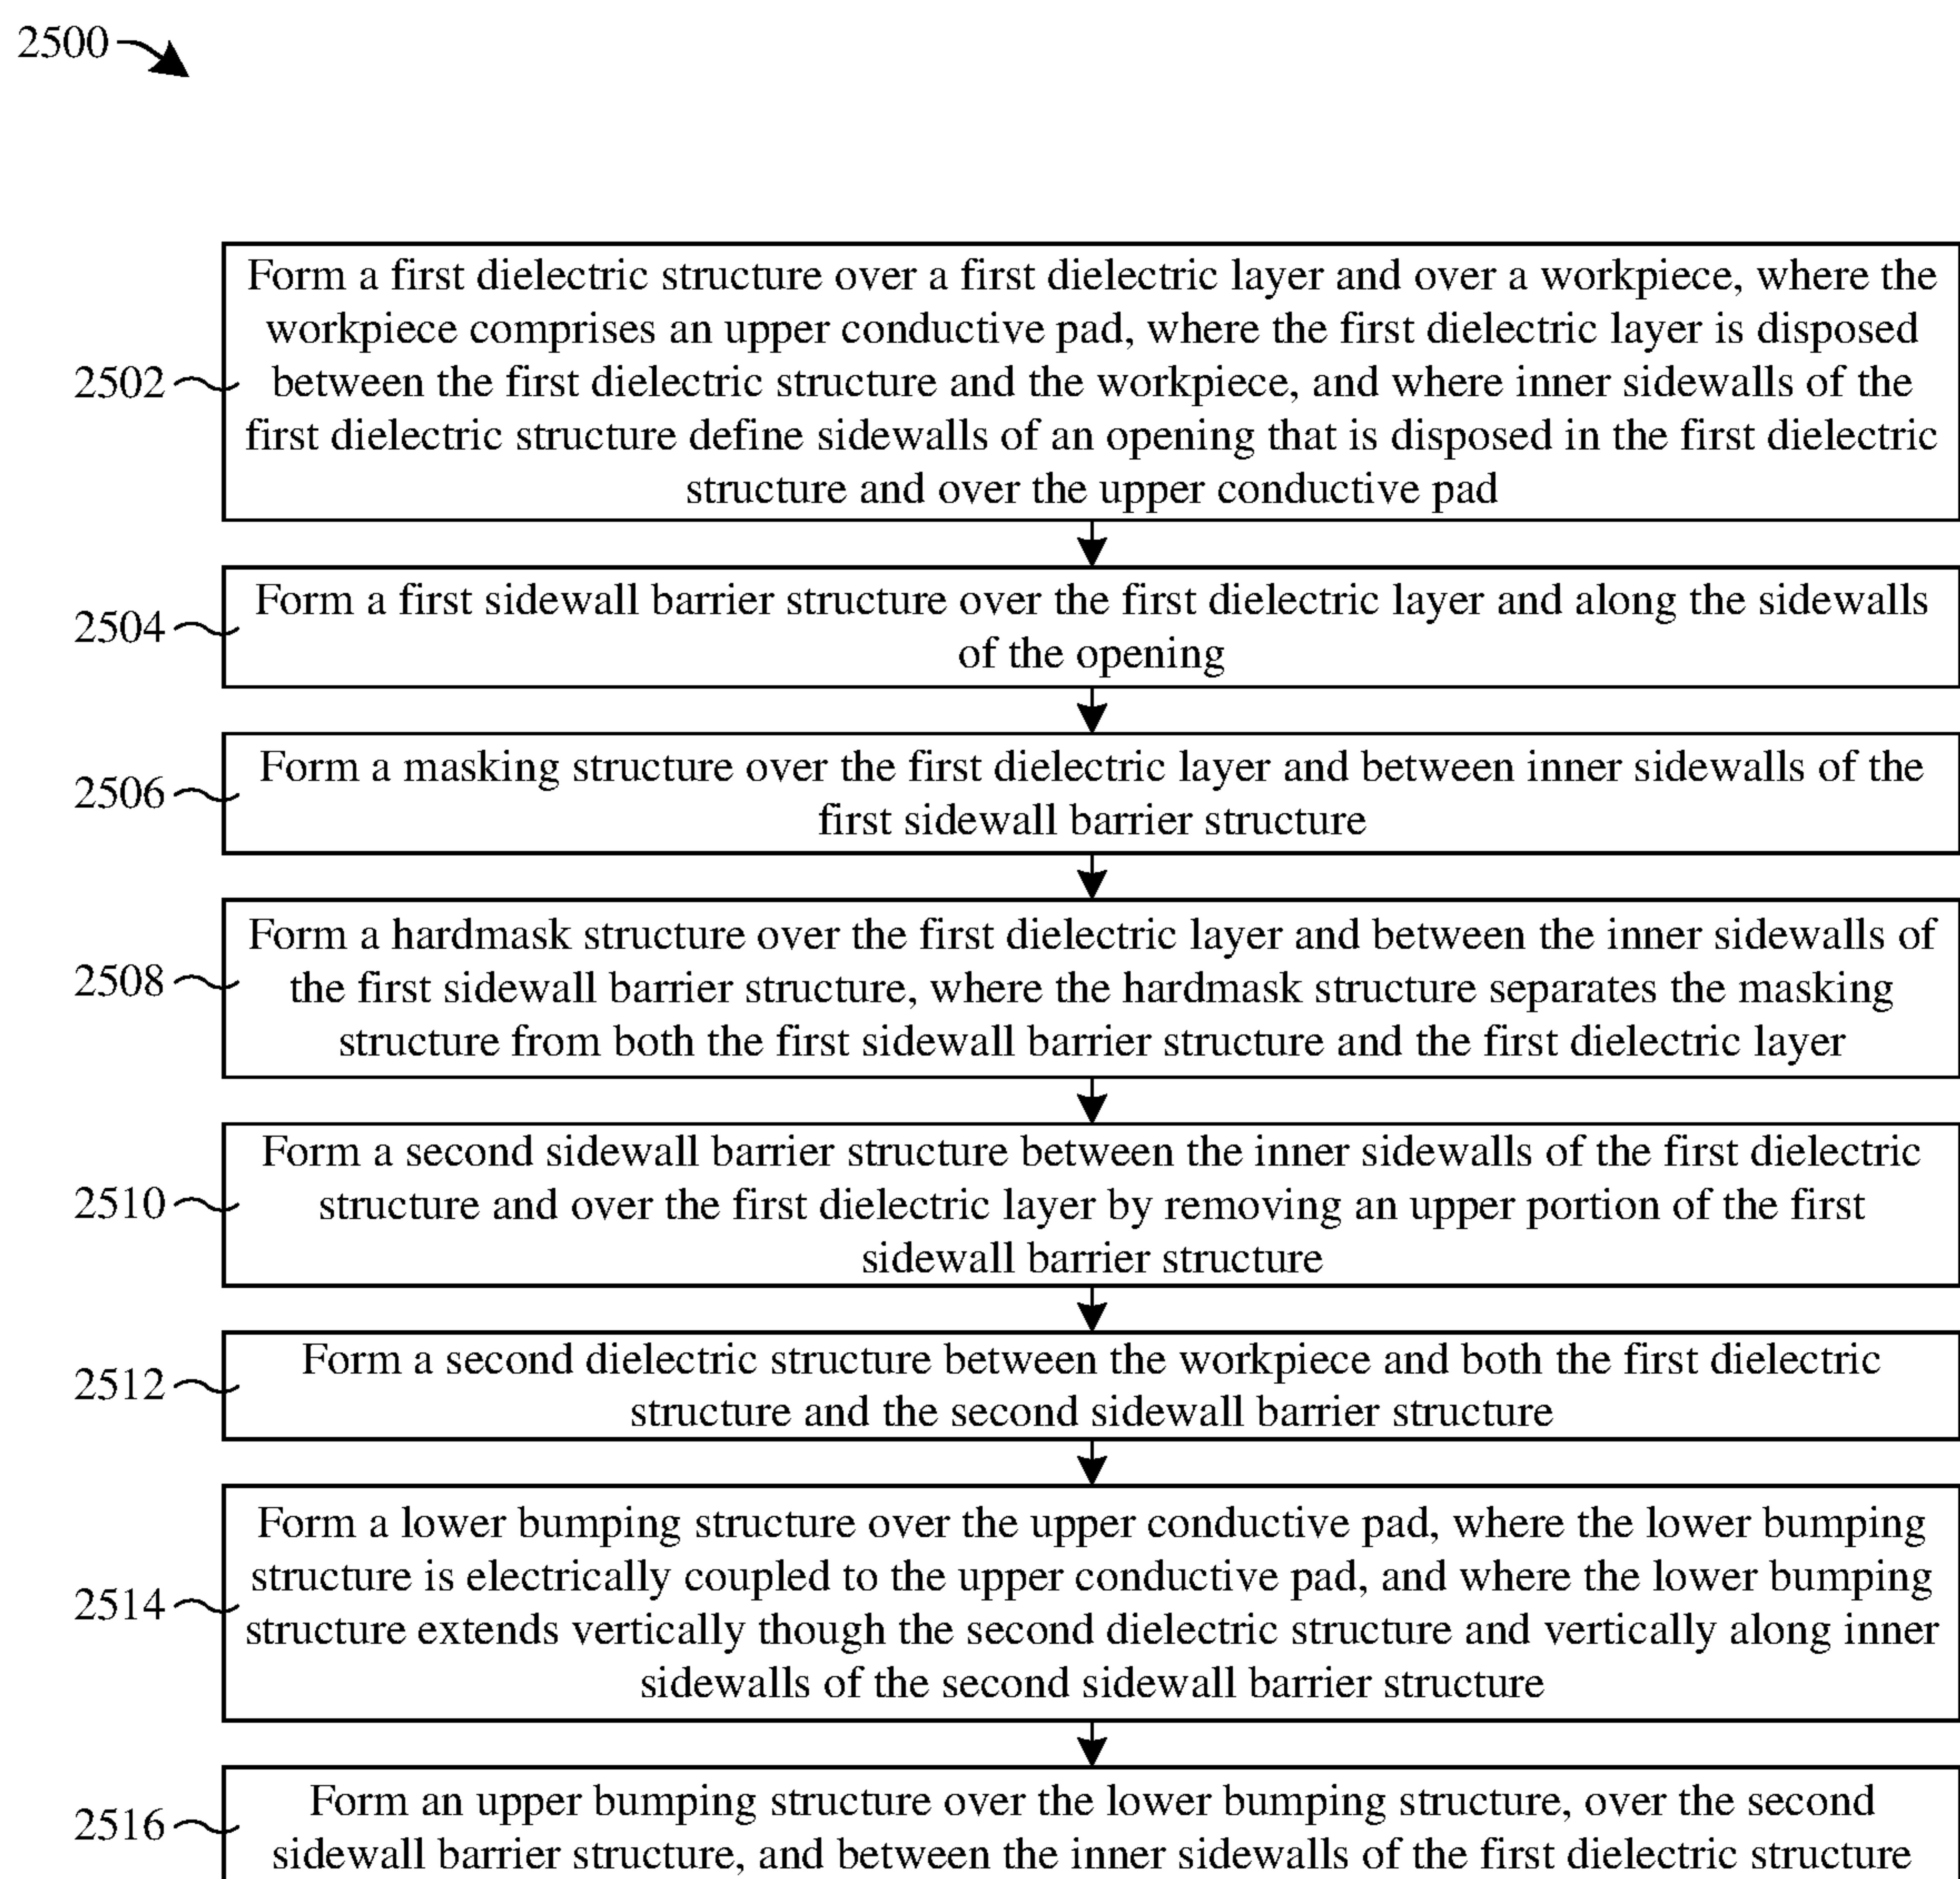 2500
Form a first dielectric structure over a first dielectric layer and over a workpiece, where the
workpiece comprises an upper conductive pad, where the first dielectric layer is disposed
2502
between the first dielectric structure and the workpiece, and where inner sidewalls of the
first dielectric structure define sidewalls of an opening that is disposed in the first dielectric
structure and over the upper conductive pad
2504
Form a first sidewall barrier structure over the first dielectric layer and along the sidewalls
of the opening
2506
Form a masking structure over the first dielectric layer and between inner sidewalls of the
first sidewall barrier structure
2508
Form a hardmask structure over the first dielectric layer and between the inner sidewalls of
the first sidewall barrier structure, where the hardmask structure separates the masking
structure from both the first sidewall barrier structure and the first dielectric layer
2510
Form a second sidewall barrier structure between the inner sidewalls of the first dielectric
structure and over the first dielectric layer by removing an upper portion of the first
sidewall barrier structure
2512
Form a second dielectric structure between the workpiece and both the first dielectric
structure and the second sidewall barrier structure
2514
Form a lower bumping structure over the upper conductive pad, where the lower bumping
structure is electrically coupled to the upper conductive pad, and where the lower bumping
structure extends vertically though the second dielectric structure and vertically along inner
sidewalls of the second sidewall barrier structure
2516
Form an upper bumping structure over the lower bumping structure, over the second
sidewall barrier structure, and between the inner sidewalls of the first dielectric structure